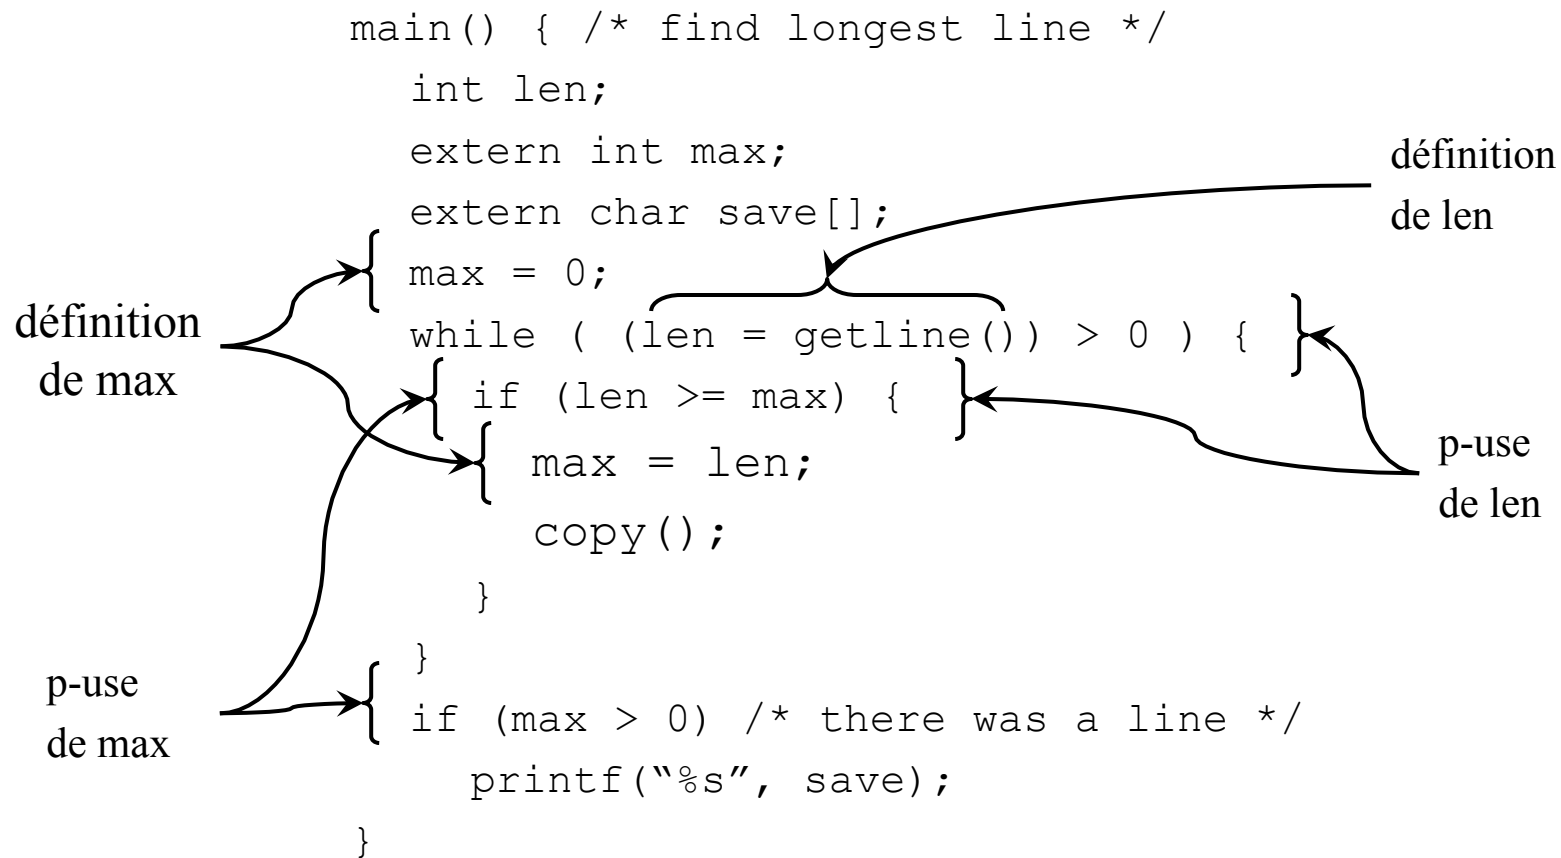 main() { /* find longest line */
int len;
extern int max;
extern char save[];
max = 0;
while ( (len = getline()) > 0 ) {
if (len >= max) {
max = len;
copy();
}
}
if (max > 0) /* there was a line */
printf(“%s”, save);
}
définition
de len
définition
de max
p-use
de len
p-use
de max